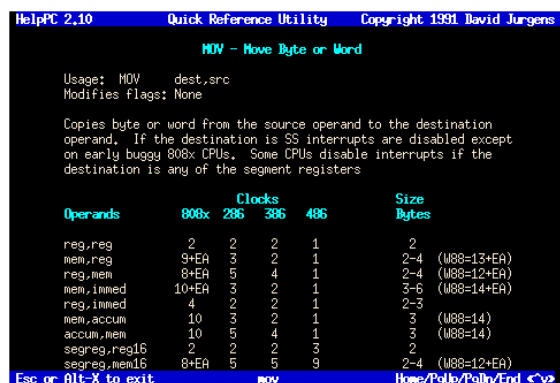 HelpPC 2.10 Quick Reference Utility Copyright 1991 David Jurgens
MOV - Move Byte or Word
Usage: MOV dest,src
Modifies flags: None
Copies byte or word from the source operand to the destination
operand. If the destination is SS interrupts are disabled except
on early buggy 808x CPUs. Some CPUs disable interrupts if the
destination is any of the segment registers
Clocks Size
Operands 808x 286 386 486 Bytes
reg,reg 2 2 2 1 2
mem,reg 9+EA 3 2 1 2-4 (W88=13+EA)
reg,mem 8+EA 5 4 1 2-4 (W88=12+EA)
mem,immed 10+EA 3 2 1 3-6 (W88=14+EA)
reg,immed 4 2 2 1 2-3
mem,accum 10 3 2 1 3 (W88=14)
accum,mem 10 5 4 1 3 (W88=14)
segreg,reg16 2 2 2 3 2
segreg,mem16 8+EA 5 5 9 2-4 (W88=12+EA)
Esc or Alt-X to exit mov Home/PgUp/PgDn/End <^v>